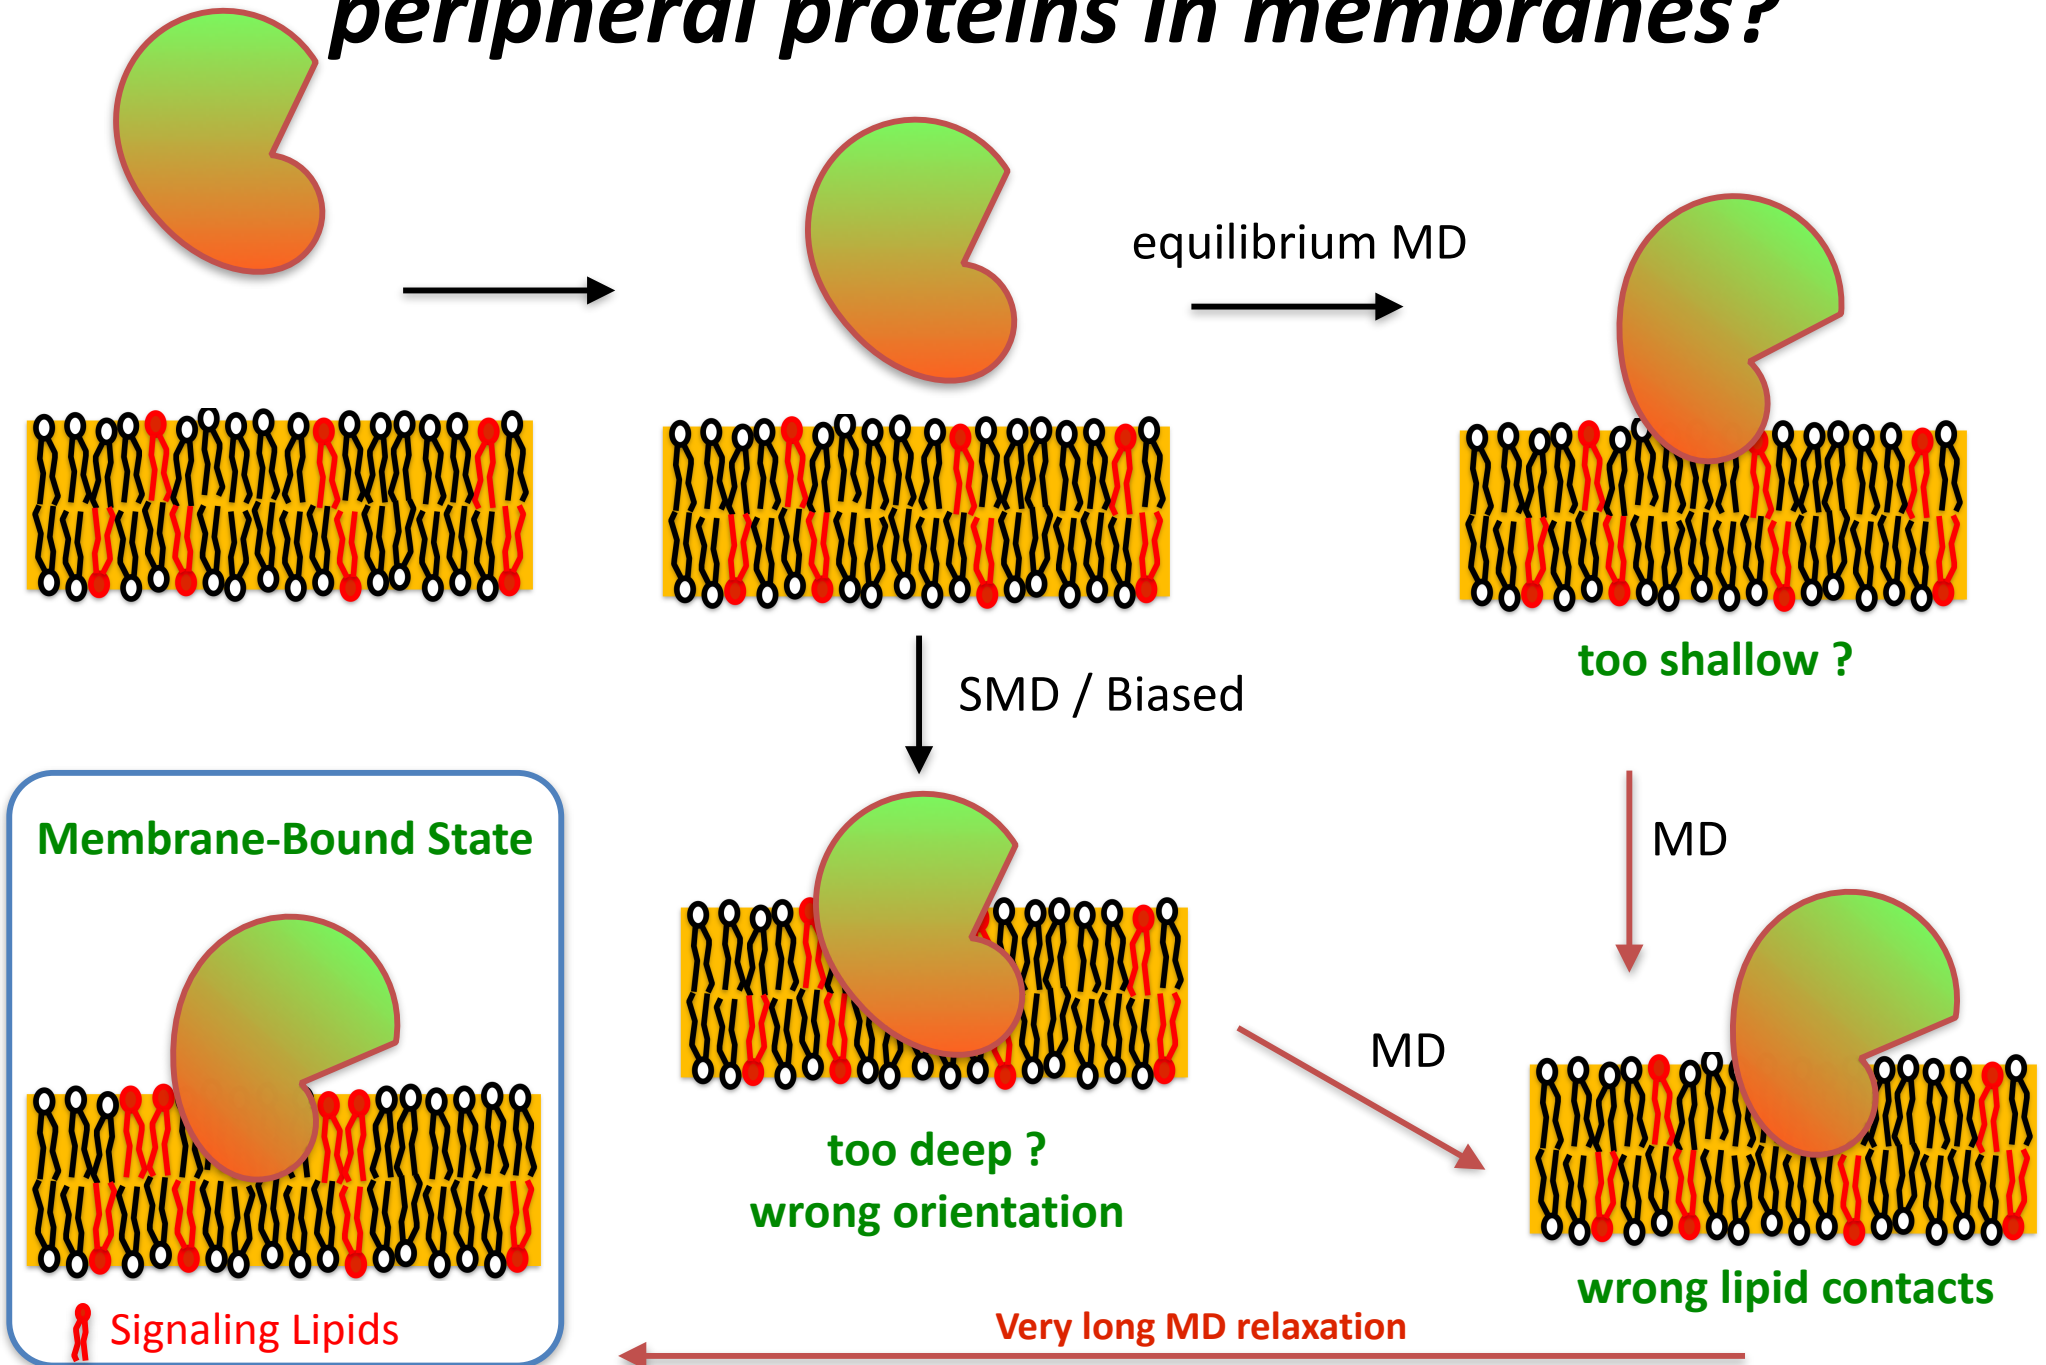 peripheral proteins in membranes?
equilibrium MD
too shallow ?
SMD / Biased
MD
Membrane-Bound State
MD
too deep ?
wrong orientation
wrong lipid contacts
Signaling Lipids
Very long MD relaxation